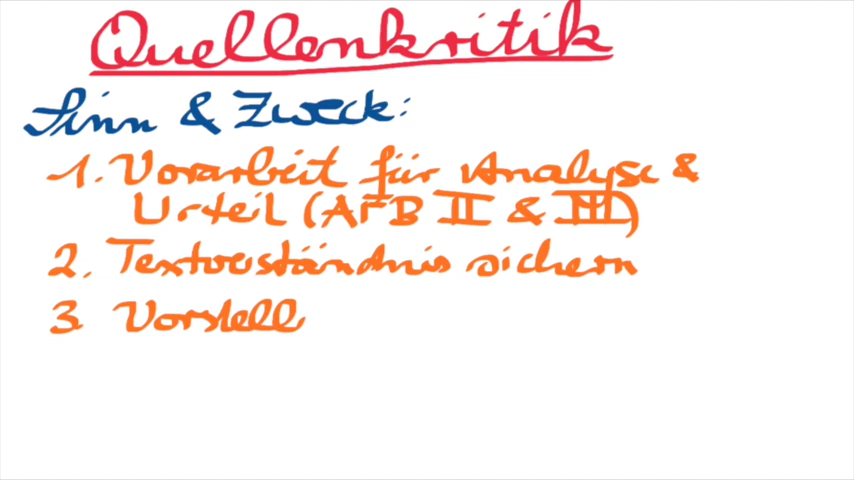 Quellenkritik
Sinn & Zweck:
1. Vorarbeit für Analyse &
Urteil (AFB II & III)
2. Textverständnis sichern
3 Vorstell